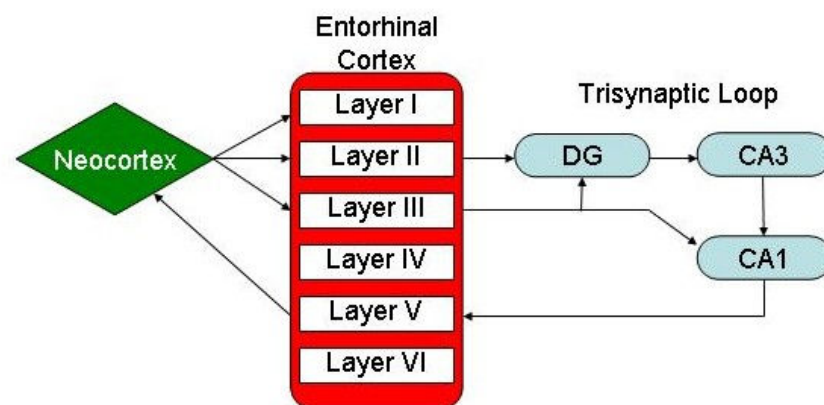 Entorhinal
Cortex
Trisynaptic Loop
Neocortex
Layer I
Layer II
Layer III
Layer IV
Layer V
Layer VI
DG
CA3
CA1